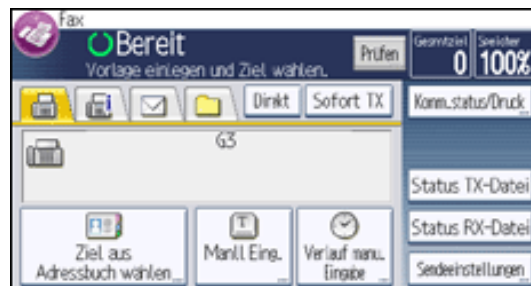 Fax
Bereit
Vorlage einlegen und Ziel wählen.
Prüfen
Gesamtziel
0
Speicher
100%
Direkt
Sofort TX
Komm.status/Druck
G3
Status TX-Datei
Status RX-Datei
Ziel aus
Adressbuch wählen
Manll Eing.
Verlauf manu.
Eingabe
Sendeeinstellungen